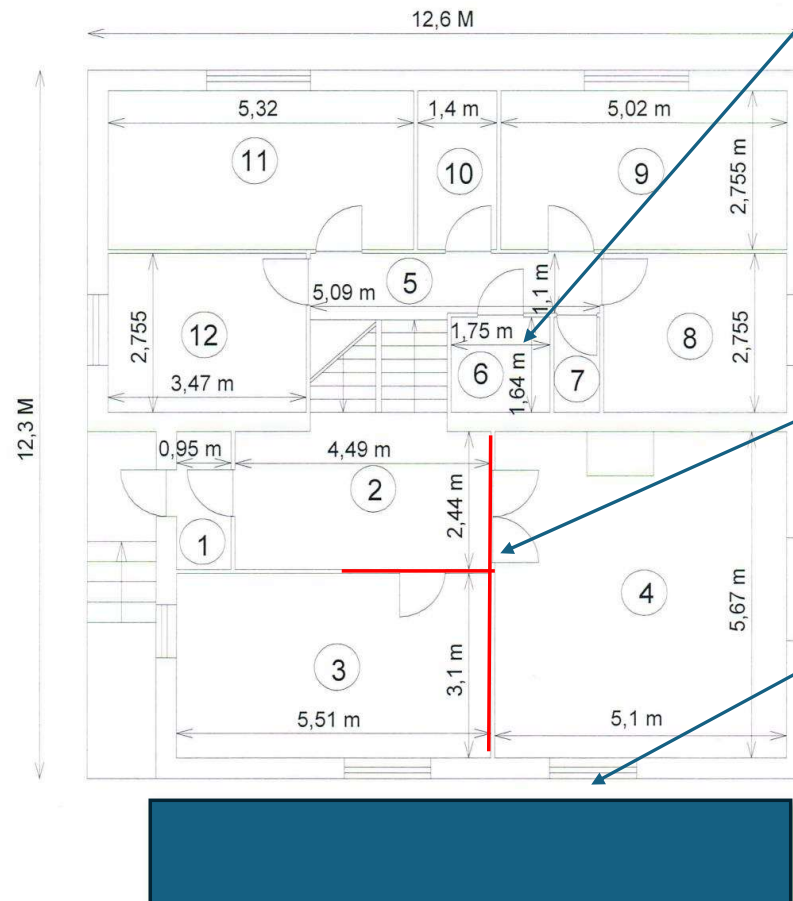 12,6 M
5,32
1,4 m
5,02 m
11
10
9
2,755 m
5
5,09 m
1,1 m
12
2,755
3,47 m
1,75 m
6
1,64 m
7
8
2,755
12,3 M
0,95 m
4,49 m
2
2,44 m
1
4
5,67 m
3
3,1 m
5,51 m
5,1 m